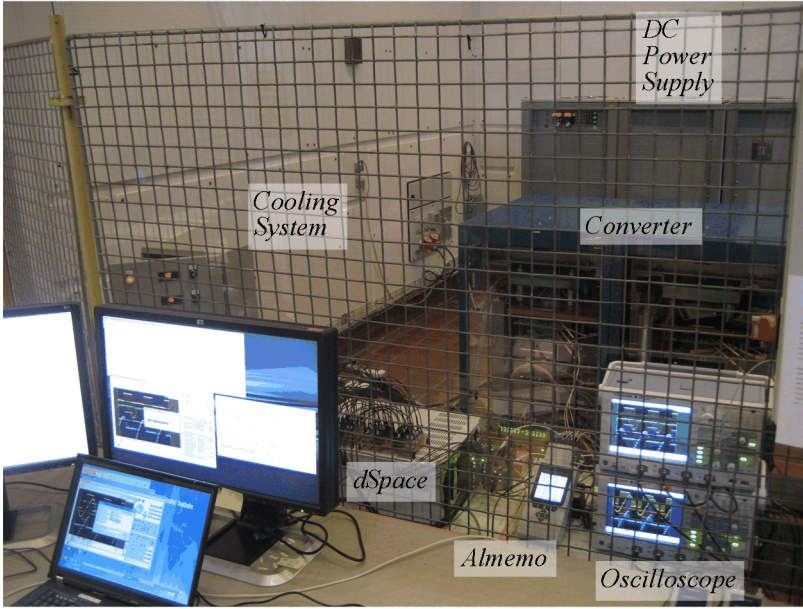 DC
Power
Supply
Cooling
System
Converter
dSpace
Almemo
Oscilloscope